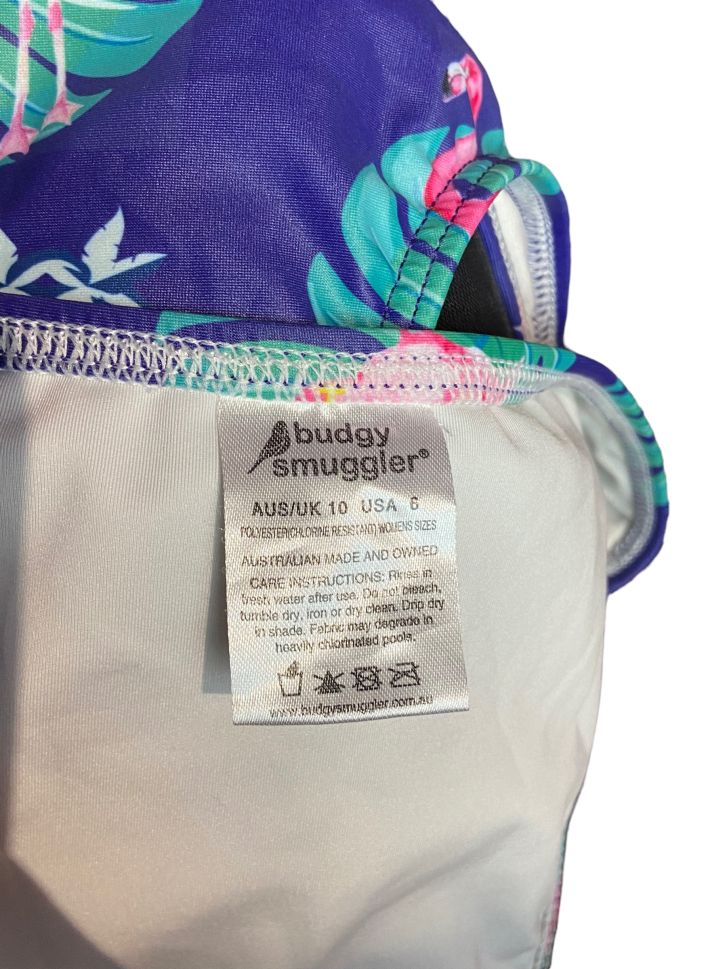 budgy
smuggler®
AUS/UK 10 USA 6
POLYESTER(CHLORINE RESISTANT) WOMENS SIZES
AUSTRALIAN MADE AND OWNED
CARE INSTRUCTIONS: Rinse in
fresh water after use. Do not bleach,
tumble dry, iron or dry clean. Drip dry
in shade. Fabric may degrade in
heavily chlorinated pools.
www.budgysmuggler.com.au